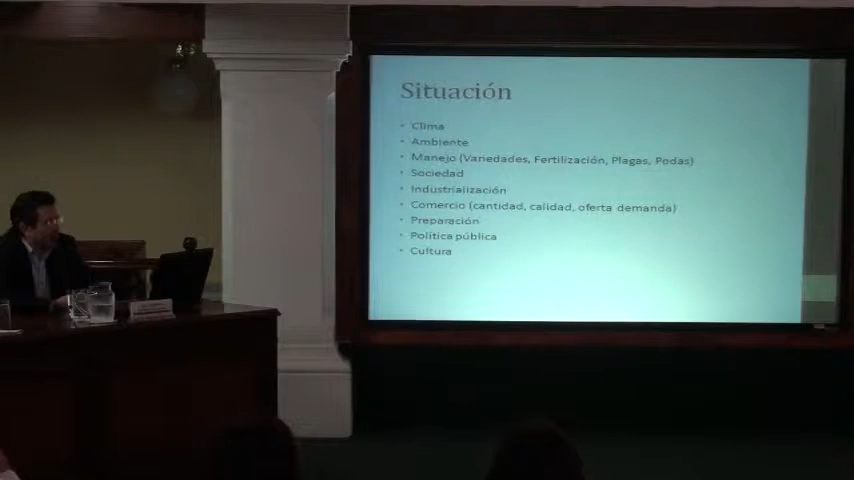 Situación
• Clima
• Ambiente
• Manejo (Variedades, Fertilización, Plagas, Podas)
• Sociedad
• Industrialización
• Comercio (cantidad, calidad, oferta demanda)
• Preparación
• Política pública
• Cultura